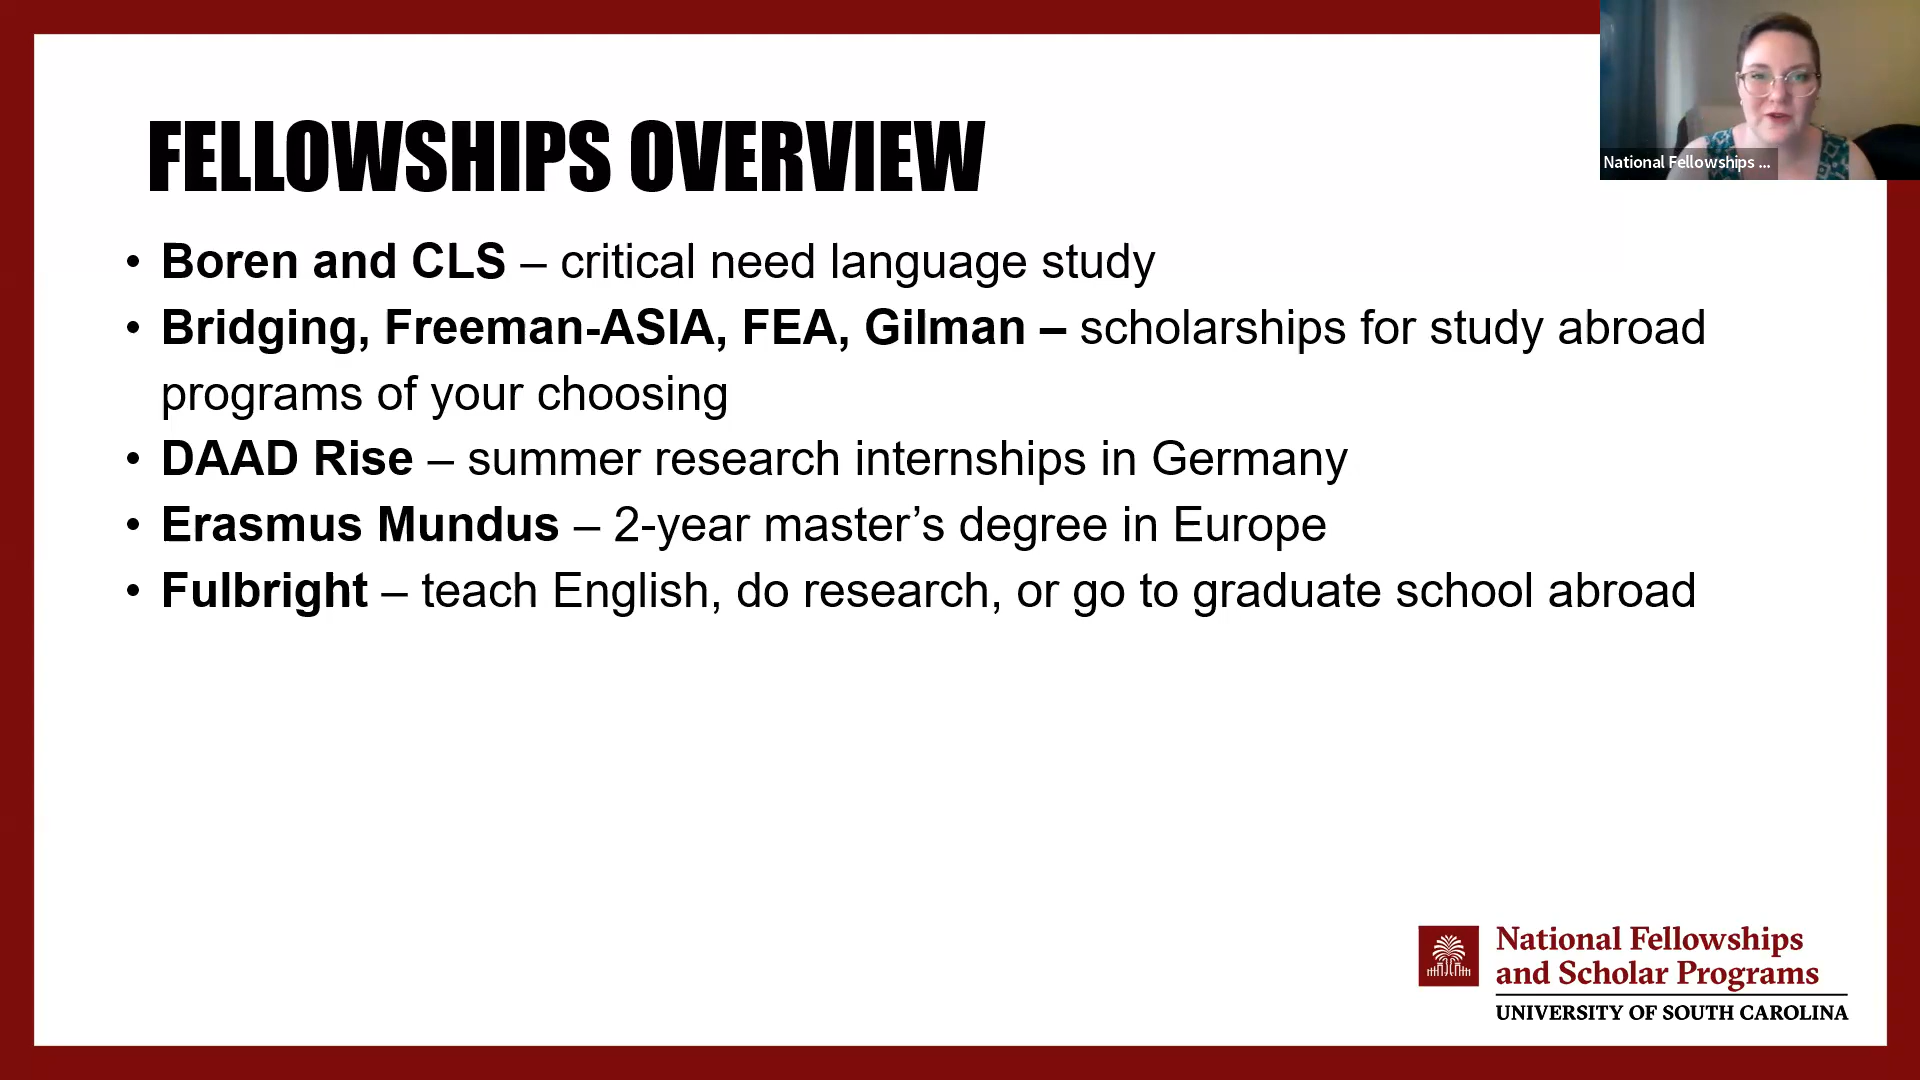 FELLOWSHIPS OVERVIEW
• Boren and CLS – critical need language study
• Bridging, Freeman-ASIA, FEA, Gilman – scholarships for study abroad
programs of your choosing
• DAAD Rise – summer research internships in Germany
• Erasmus Mundus – 2-year master’s degree in Europe
• Fulbright – teach English, do research, or go to graduate school abroad
National Fellowships ...
National Fellowships
and Scholar Programs
UNIVERSITY OF SOUTH CAROLINA